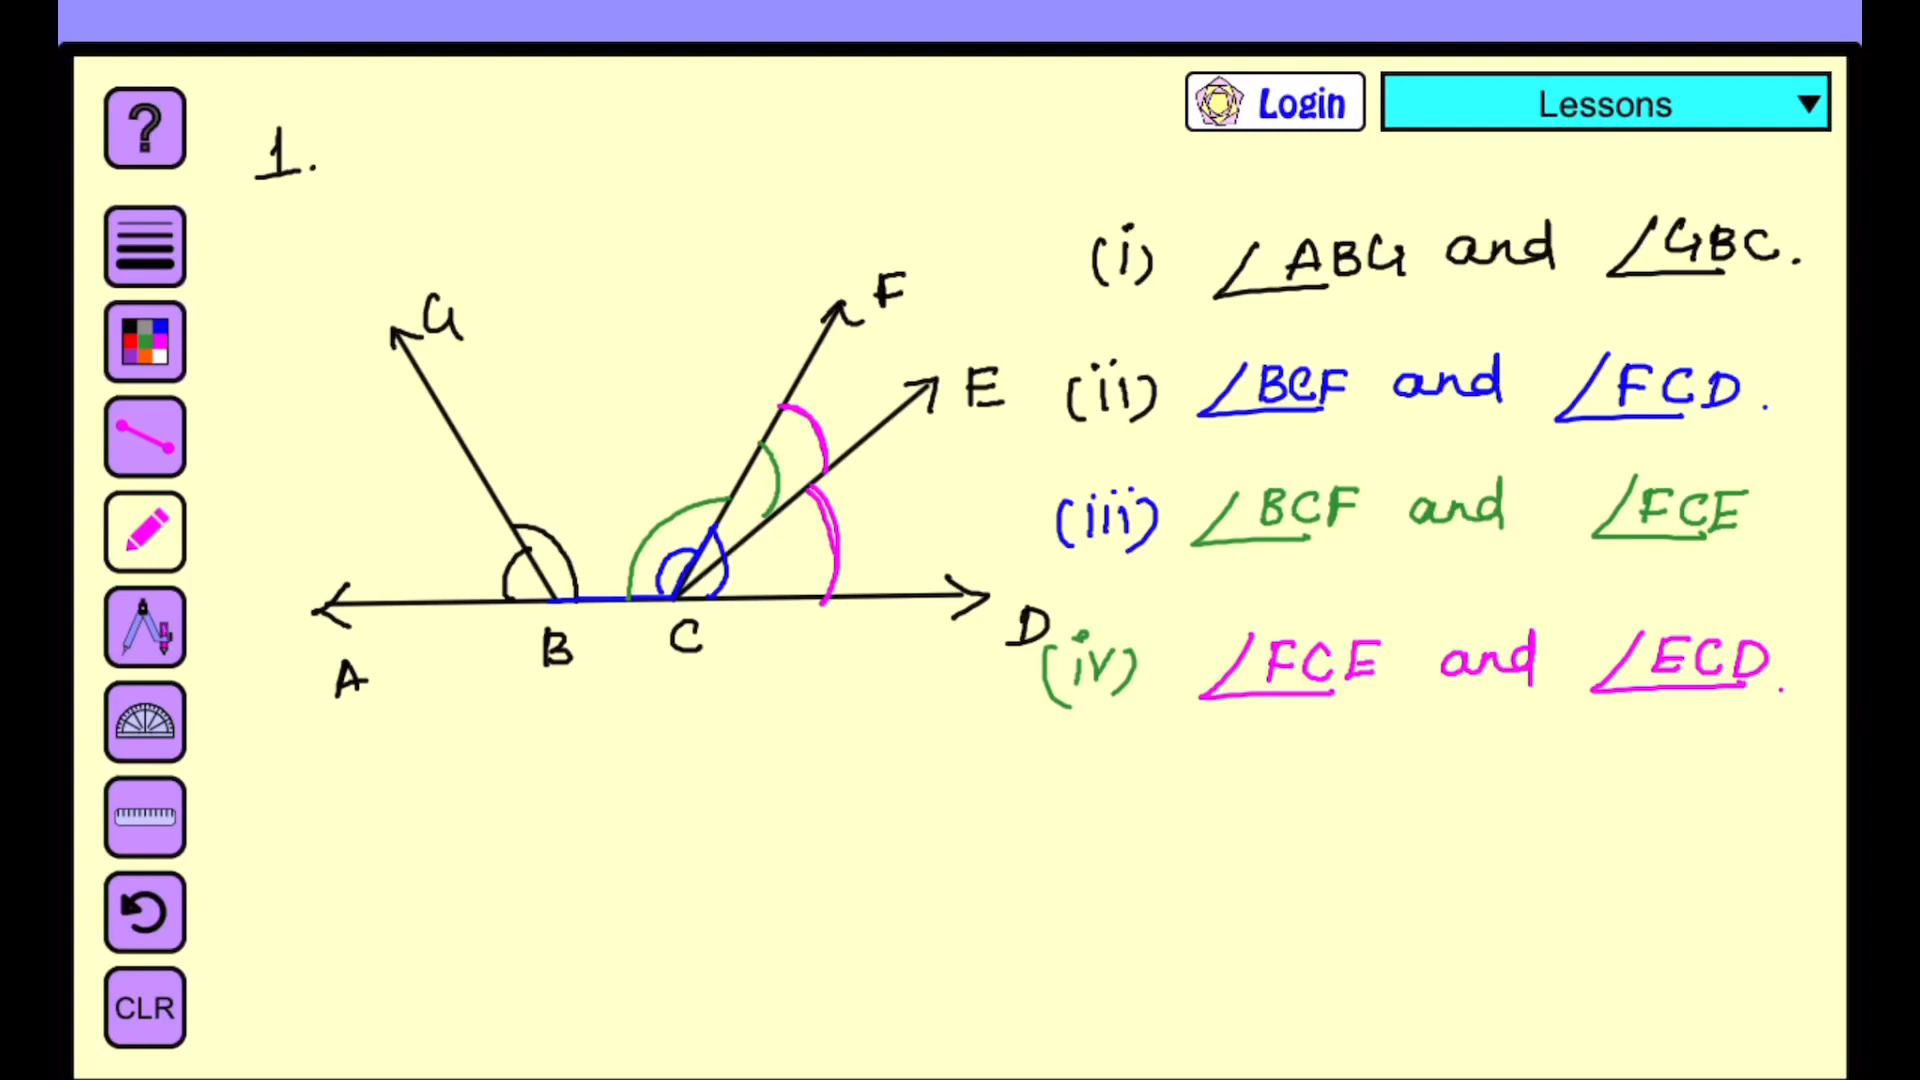 ?
Login
Lessons
1.
(i) ∠ABG and ∠GBC.
G
F
E
(ii) ∠BCF and ∠FCD.
(iii) ∠BCF and ∠FCE
A
B
C
D
(iv) ∠FCE and ∠ECD.
CLR